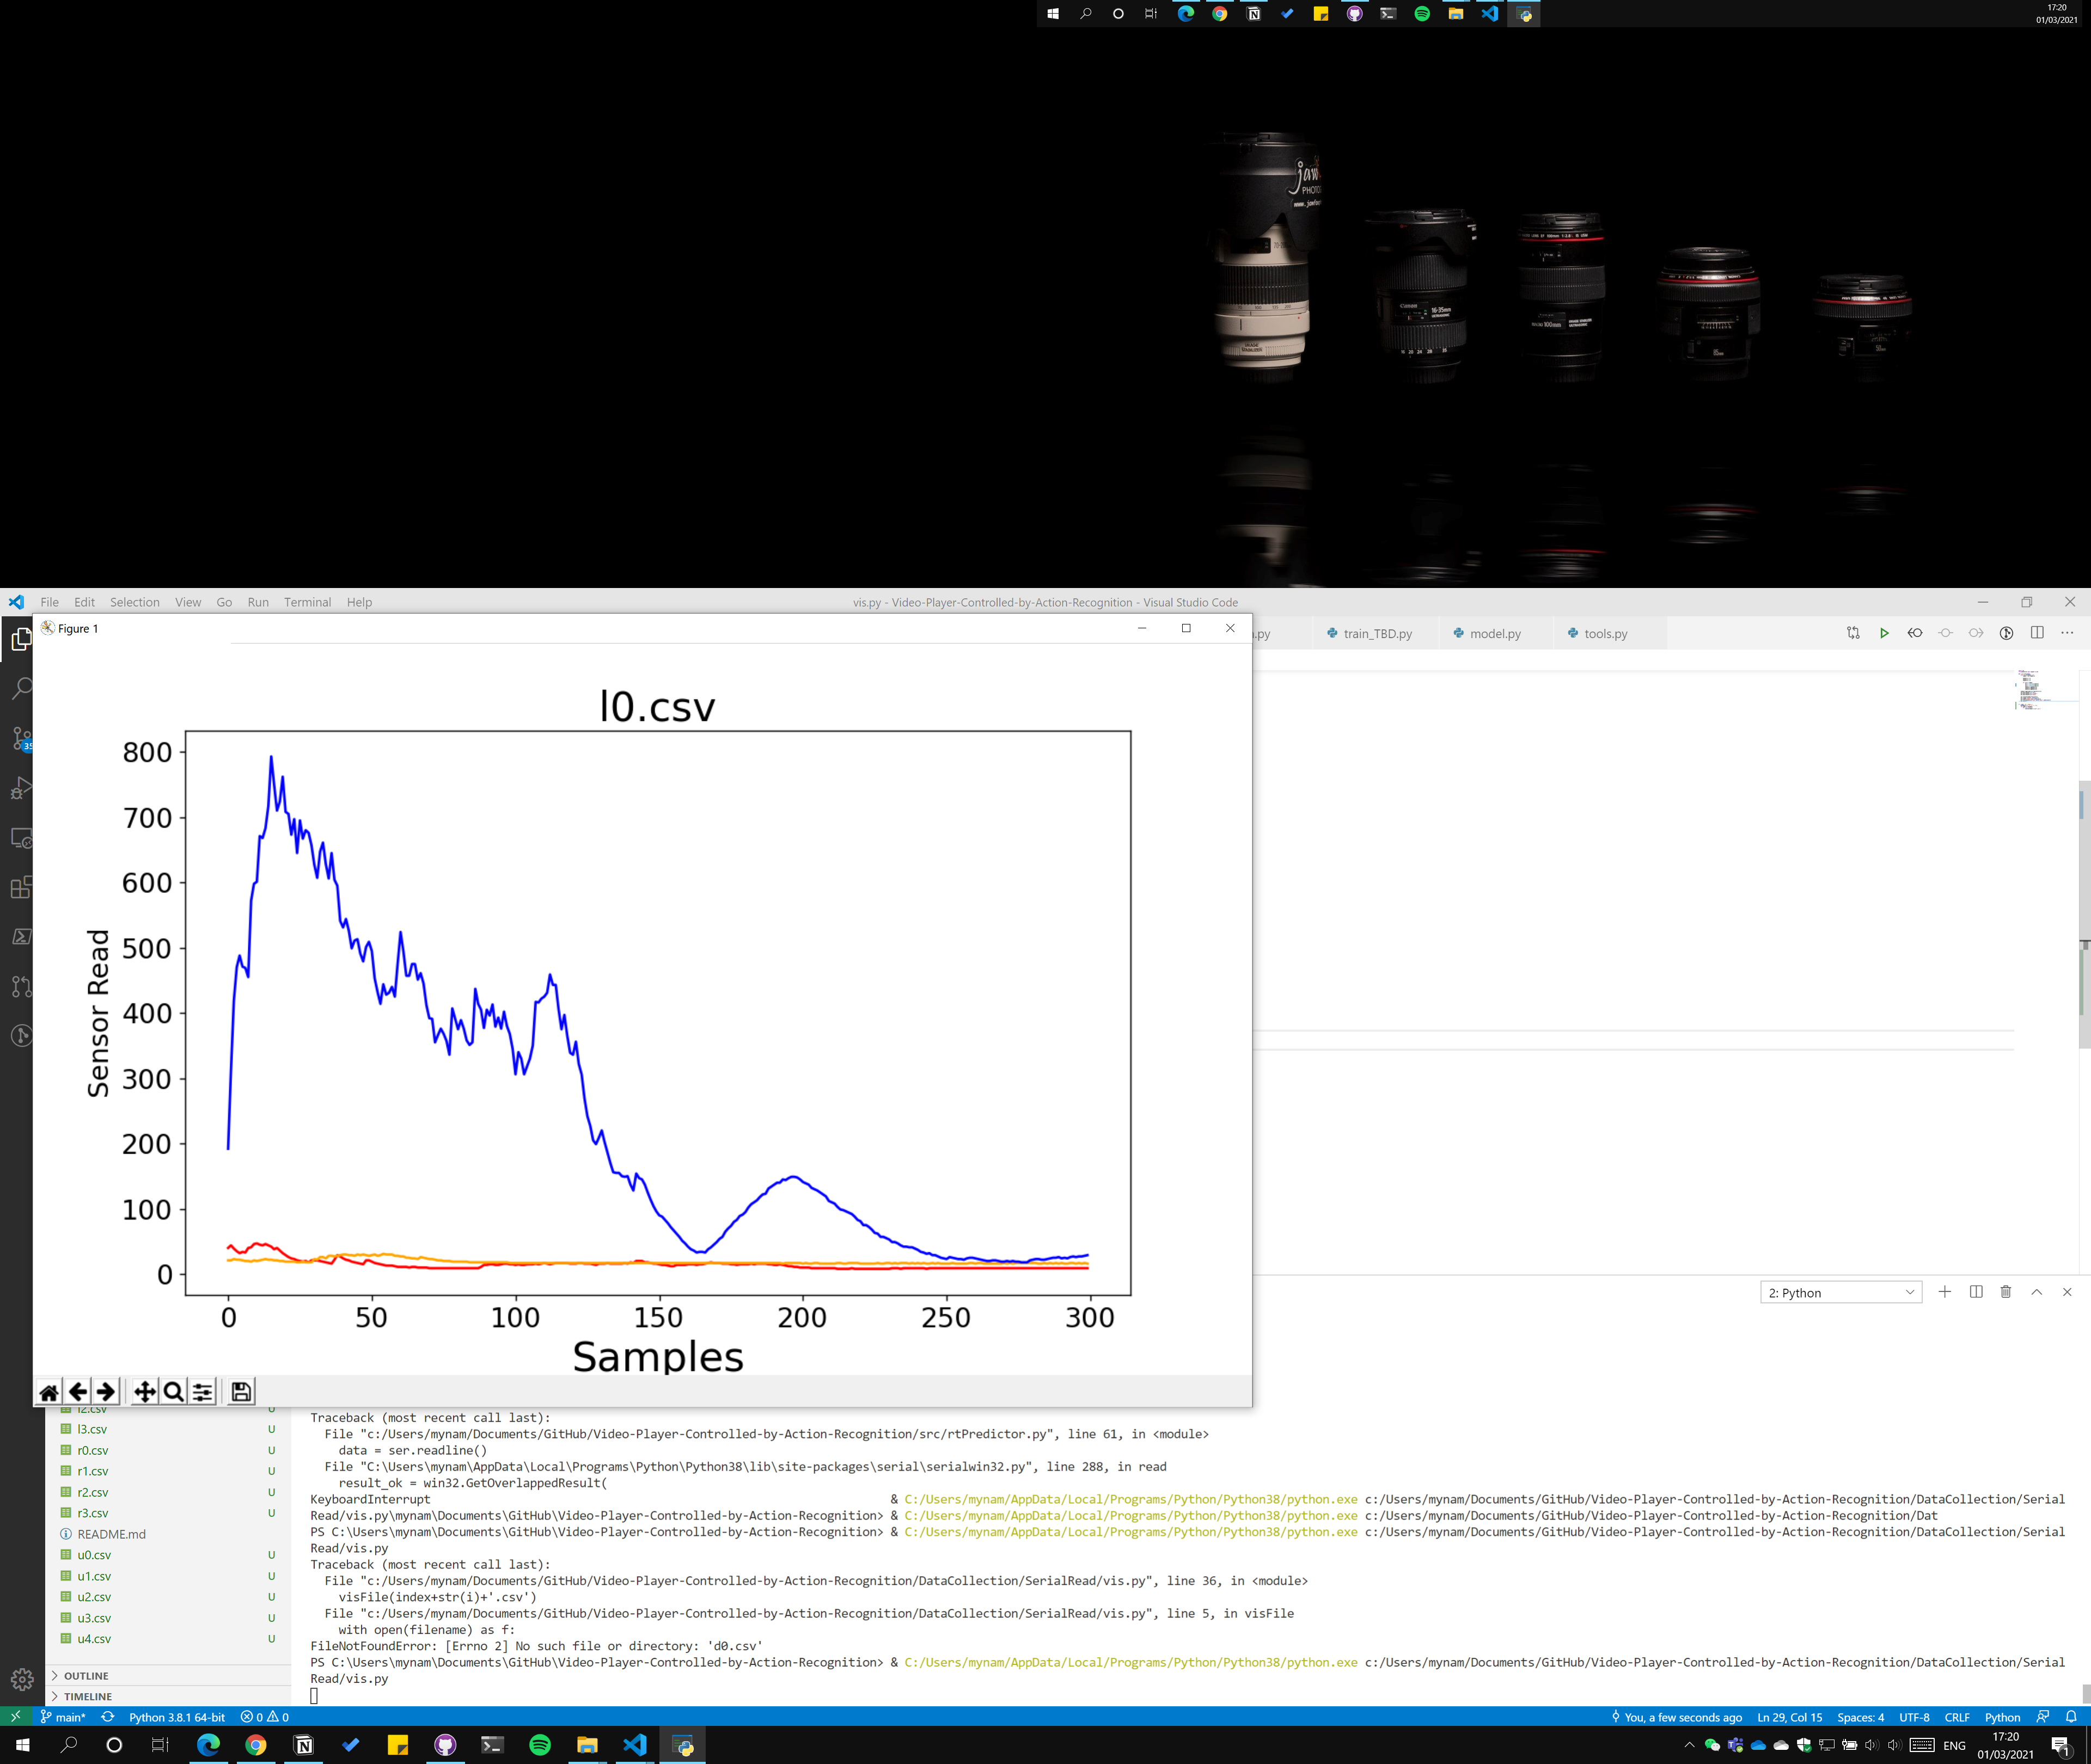 17:20
01/03/2021
jaw
PHOTO
Canon
16-35mm
100mm
File Edit Selection View Go Run Terminal Help
vis.py - Video-Player-Controlled-by-Action-Recognition - Visual Studio Code
Figure 1
.py
train_TBD.py
model.py
tools.py
35
l0.csv
800
700
600
500
400
300
200
100
0
Sensor Read
0 50 100 150 200 250 300
Samples
2: Python
l2.csv U
l3.csv U
r0.csv U
r1.csv U
r2.csv U
r3.csv U
README.md
u0.csv U
u1.csv U
u2.csv U
u3.csv U
u4.csv U
OUTLINE
TIMELINE
Traceback (most recent call last):
File "c:/Users/mynam/Documents/GitHub/Video-Player-Controlled-by-Action-Recognition/src/rtPredictor.py", line 61, in <module>
data = ser.readline()
File "C:\Users\mynam\AppData\Local\Programs\Python\Python38\lib\site-packages\serial\serialwin32.py", line 288, in read
result_ok = win32.GetOverlappedResult(
KeyboardInterrupt & C:/Users/mynam/AppData/Local/Programs/Python/Python38/python.exe c:/Users/mynam/Documents/GitHub/Video-Player-Controlled-by-Action-Recognition/DataCollection/Serial
Read/vis.py\mynam\Documents\GitHub\Video-Player-Controlled-by-Action-Recognition> & C:/Users/mynam/AppData/Local/Programs/Python/Python38/python.exe c:/Users/mynam/Documents/GitHub/Video-Player-Controlled-by-Action-Recognition/Dat
PS C:\Users\mynam\Documents\GitHub\Video-Player-Controlled-by-Action-Recognition> & C:/Users/mynam/AppData/Local/Programs/Python/Python38/python.exe c:/Users/mynam/Documents/GitHub/Video-Player-Controlled-by-Action-Recognition/DataCollection/Serial
Read/vis.py
Traceback (most recent call last):
File "c:/Users/mynam/Documents/GitHub/Video-Player-Controlled-by-Action-Recognition/DataCollection/SerialRead/vis.py", line 36, in <module>
visFile(index+str(i)+'.csv')
File "c:/Users/mynam/Documents/GitHub/Video-Player-Controlled-by-Action-Recognition/DataCollection/SerialRead/vis.py", line 5, in visFile
with open(filename) as f:
FileNotFoundError: [Errno 2] No such file or directory: 'd0.csv'
PS C:\Users\mynam\Documents\GitHub\Video-Player-Controlled-by-Action-Recognition> & C:/Users/mynam/AppData/Local/Programs/Python/Python38/python.exe c:/Users/mynam/Documents/GitHub/Video-Player-Controlled-by-Action-Recognition/DataCollection/Serial
Read/vis.py
main* Python 3.8.1 64-bit 0 0 You, a few seconds ago Ln 29, Col 15 Spaces: 4 UTF-8 CRLF Python
ENG
17:20
01/03/2021
1